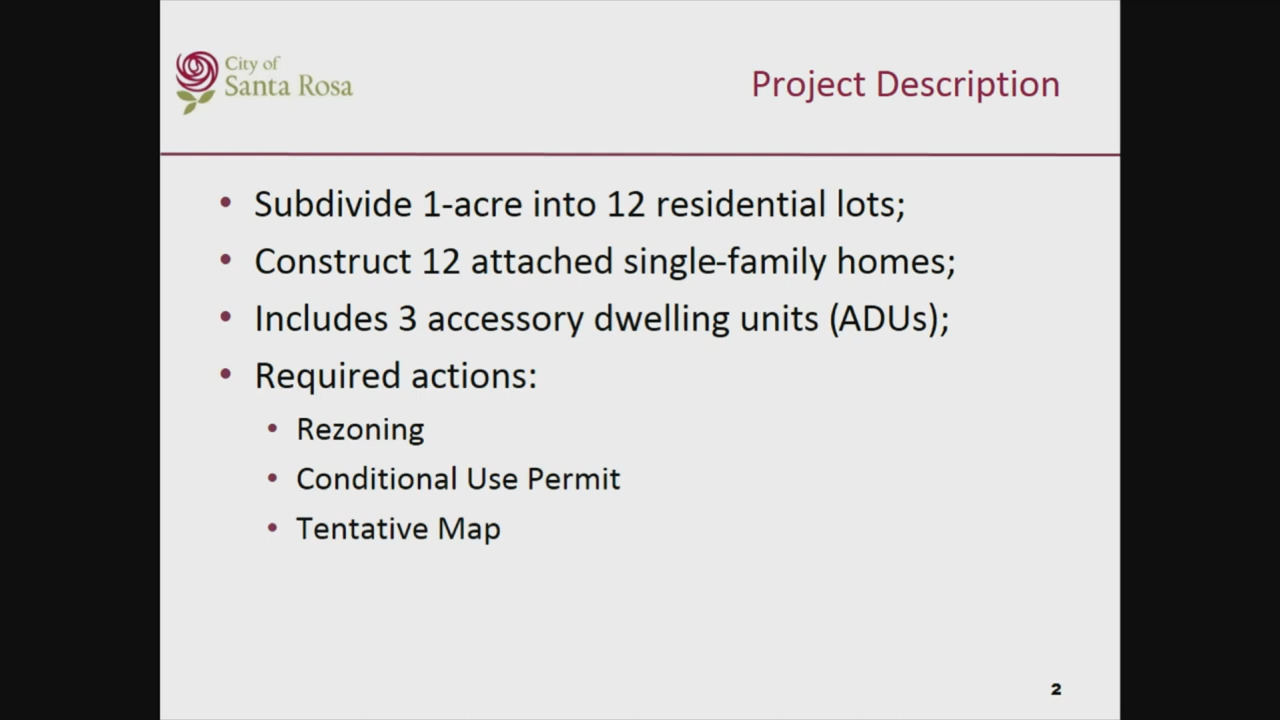 City of
Santa Rosa
Project Description
• Subdivide 1-acre into 12 residential lots;
• Construct 12 attached single-family homes;
• Includes 3 accessory dwelling units (ADUs);
• Required actions:
• Rezoning
• Conditional Use Permit
• Tentative Map
2